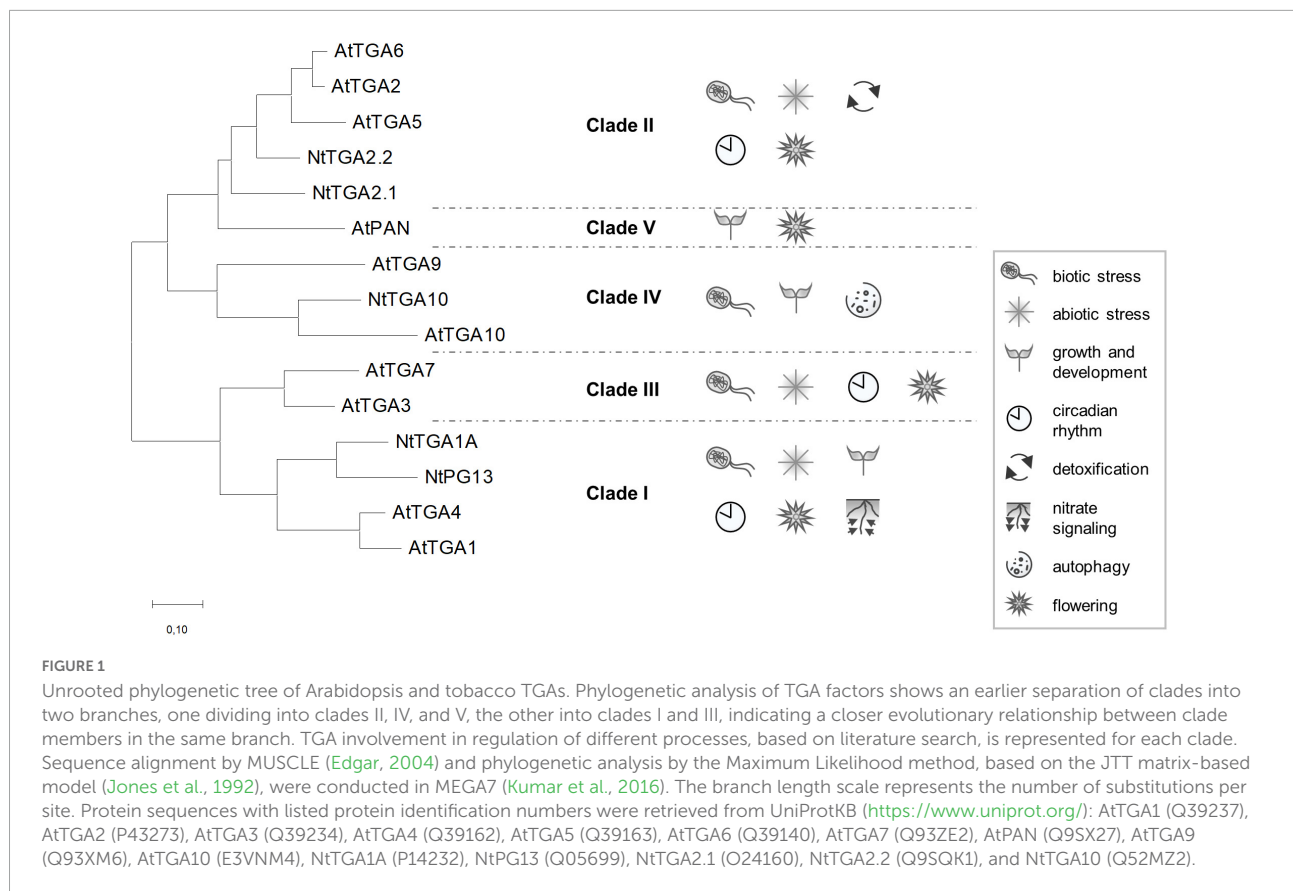 AtTGA6
AtTGA2
AtTGA5
NtTGA2.2
NtTGA2.1
AtPAN
AtTGA9
NtTGA10
AtTGA10
AtTGA7
AtTGA3
NtTGA1A
NtPG13
AtTGA4
AtTGA1
Clade II
Clade V
Clade IV
Clade III
Clade I
biotic stress
abiotic stress
growth and
development
circadian
rhythm
detoxification
nitrate
signaling
autophagy
flowering
0,10
FIGURE 1
Unrooted phylogenetic tree of Arabidopsis and tobacco TGAs. Phylogenetic analysis of TGA factors shows an earlier separation of clades into
two branches, one dividing into clades II, IV, and V, the other into clades I and III, indicating a closer evolutionary relationship between clade
members in the same branch. TGA involvement in regulation of different processes, based on literature search, is represented for each clade.
Sequence alignment by MUSCLE (Edgar, 2004) and phylogenetic analysis by the Maximum Likelihood method, based on the JTT matrix-based
model (Jones et al., 1992), were conducted in MEGA7 (Kumar et al., 2016). The branch length scale represents the number of substitutions per
site. Protein sequences with listed protein identification numbers were retrieved from UniProtKB (https://www.uniprot.org/): AtTGA1 (Q39237),
AtTGA2 (P43273), AtTGA3 (Q39234), AtTGA4 (Q39162), AtTGA5 (Q39163), AtTGA6 (Q39140), AtTGA7 (Q93ZE2), AtPAN (Q9SX27), AtTGA9
(Q93XM6), AtTGA10 (E3VNM4), NtTGA1A (P14232), NtPG13 (Q05699), NtTGA2.1 (O24160), NtTGA2.2 (Q9SQK1), and NtTGA10 (Q52MZ2).